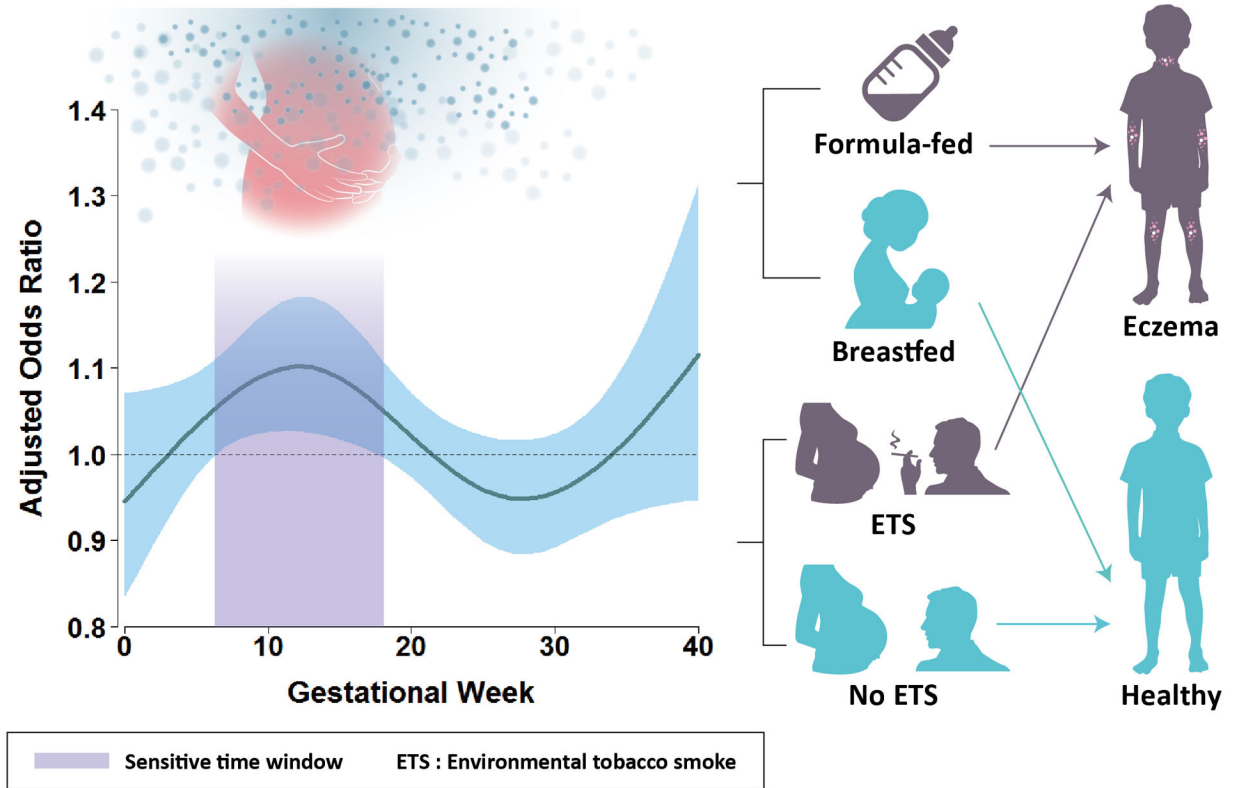 Adjusted Odds Ratio
1.4
1.3
1.2
1.1
1.0
0.9
0.8
0
10
20
30
40
Gestational Week
Formula-fed
Breastfed
ETS
No ETS
Eczema
Healthy
Sensitive time window
ETS : Environmental tobacco smoke